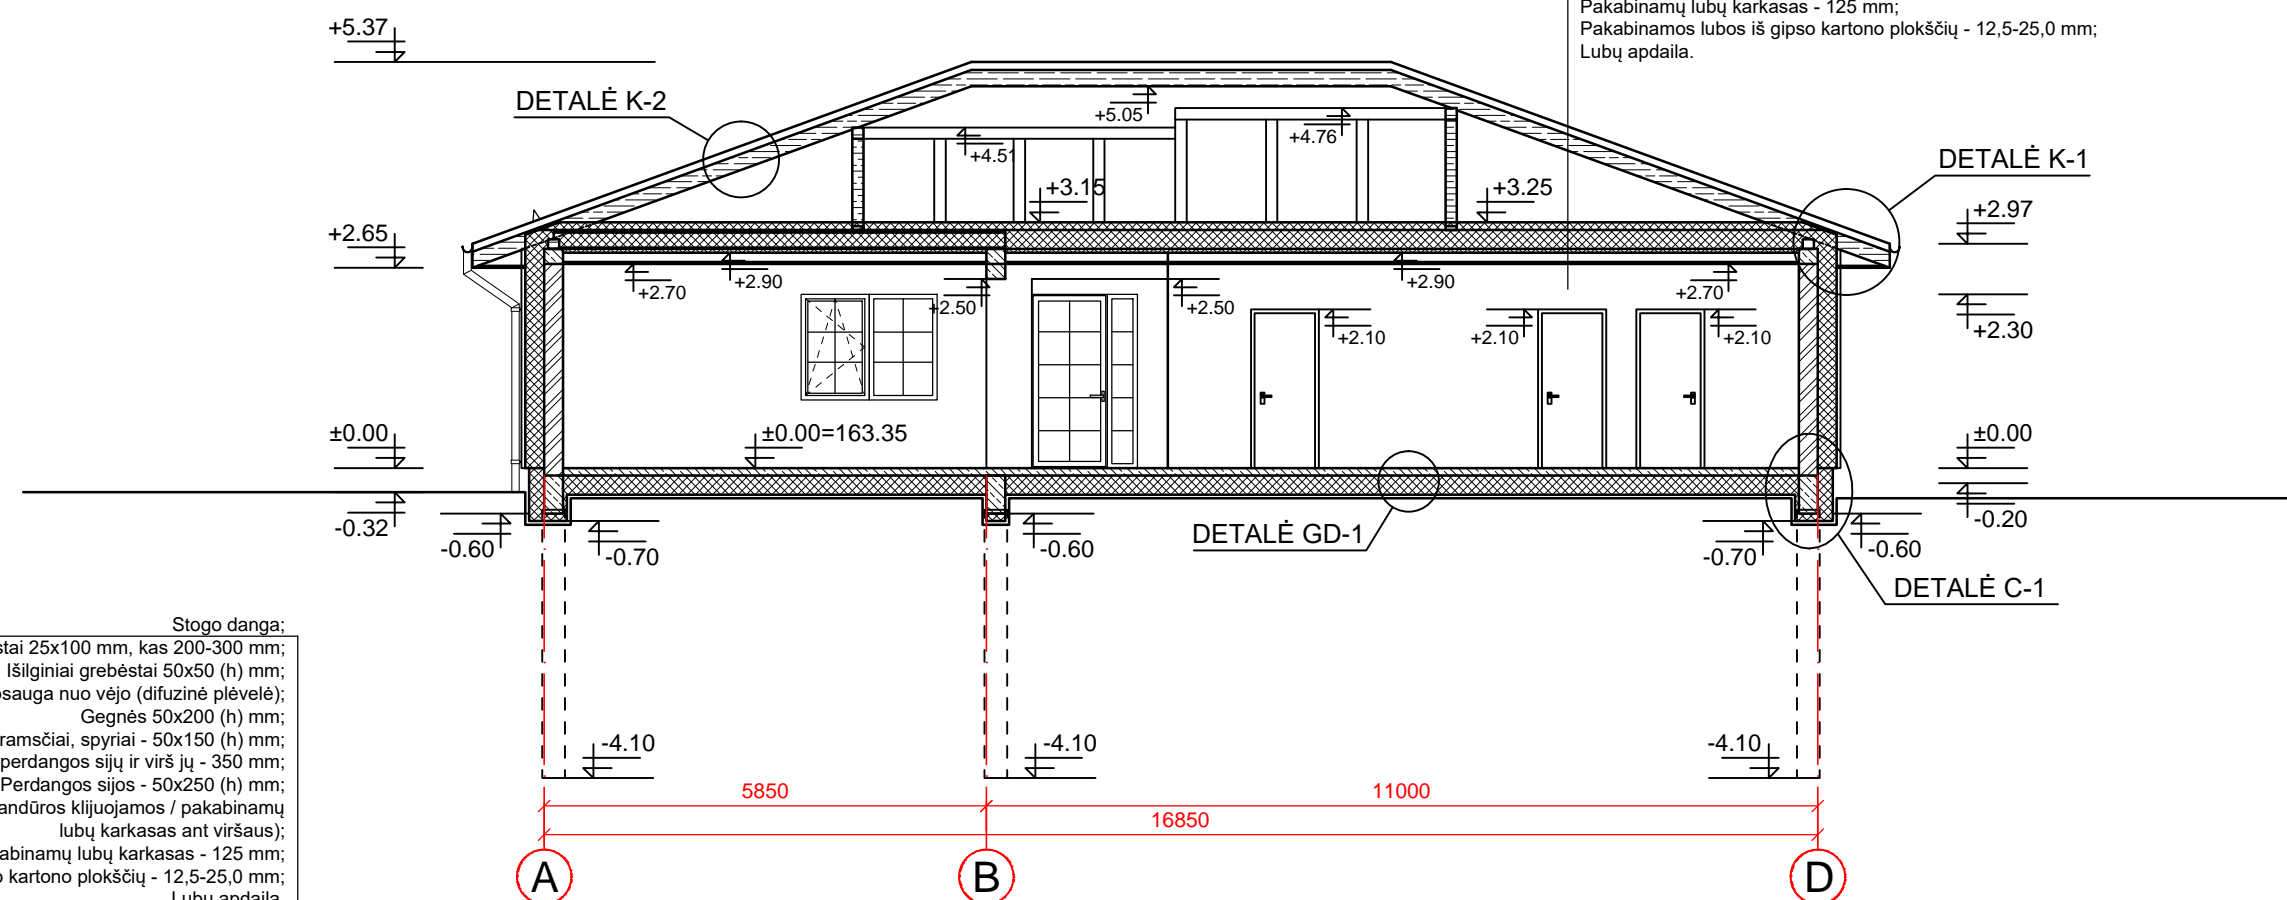 Pakabinamų lubų karkasas - 125 mm;
Pakabinamos lubos iš gipso kartono plokščių - 12,5-25,0 mm;
Lubų apdaila.
+5.37
DETALĖ K-2
+5.05
+4.76
+4.51
DETALĖ K-1
+3.15
+3.25
+2.97
+2.65
+2.70
+2.90
+2.50
+2.50
+2.90
+2.70
+2.30
+2.10
+2.10
+2.10
±0.00
±0.00=163.35
±0.00
-0.32
-0.60
-0.70
-0.60
DETALĖ GD-1
-0.70
-0.60
-0.20
DETALĖ C-1
Stogo danga;
25x100 mm, kas 200-300 mm;
Išilginiai grebėstai 50x50 (h) mm;
nuo vėjo (difuzinė plėvelė);
Gegnės 50x200 (h) mm;
spyriai - 50x150 (h) mm;
perdangos sijų ir virš jų - 350 mm;
Perdangos sijos - 50x250 (h) mm;
klijuojamos / pakabinamų
lubų karkasas ant viršaus);
lubų karkasas - 125 mm;
kartono plokščių - 12,5-25,0 mm;
Lubų apdaila.
-4.10
-4.10
-4.10
5850
11000
16850
A
B
D